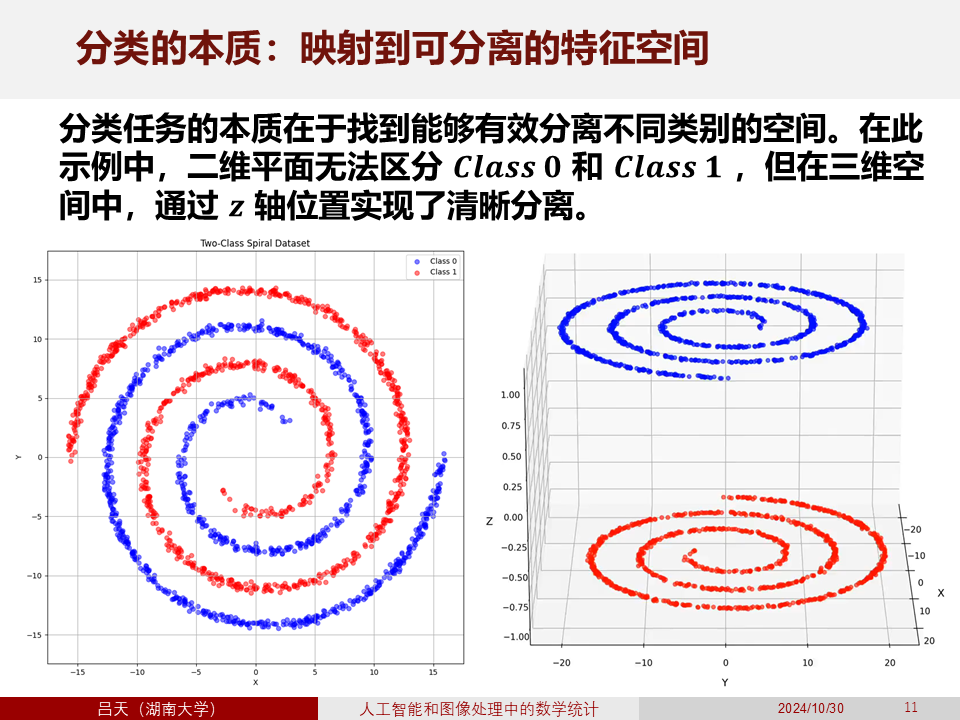 分类的本质：映射到可分离的特征空间
分类任务的本质在于找到能够有效分离不同类别的空间。在此
示例中，二维平面无法区分 Class 0 和 Class 1 ，但在三维空
间中，通过 z 轴位置实现了清晰分离。
Two-Class Spiral Dataset
Class 0
Class 1
15
10
5
0
−5
−10
−15
Y
−15 −10 −5 0 5 10 15
X
1.00
0.75
0.50
0.25
0.00
−0.25
−0.50
−0.75
−1.00
Z
−20
−10
0
10
20
X
−20 −10 0 10 20
Y
吕天（湖南大学） 人工智能和图像处理中的数学统计 2024/10/30 11